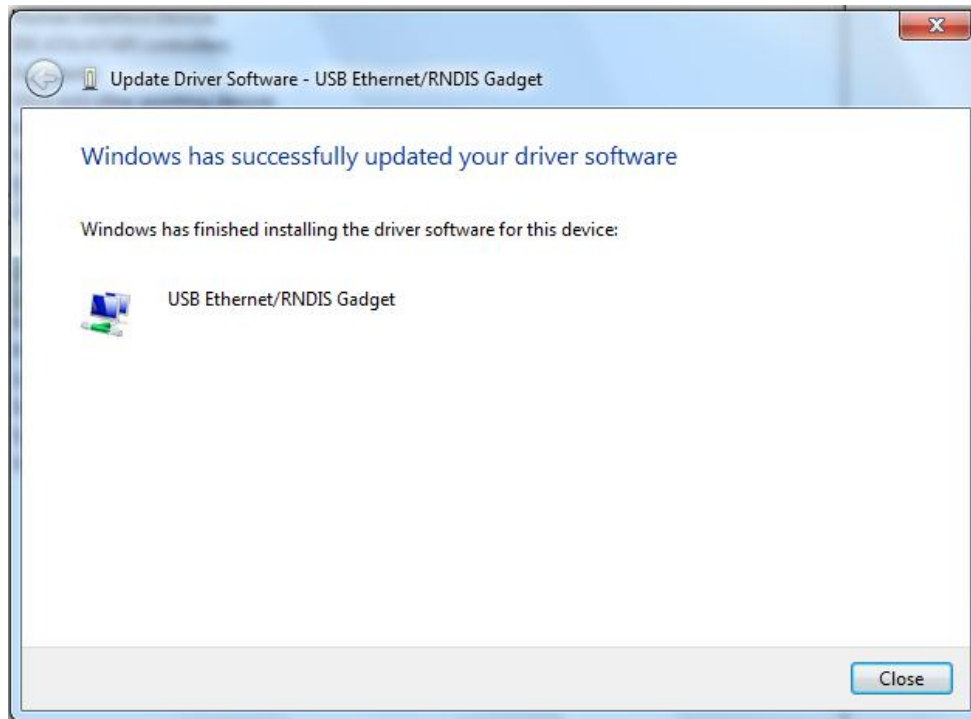 Update Driver Software - USB Ethernet/RNDIS Gadget
Windows has successfully updated your driver software
Windows has finished installing the driver software for this device:
USB Ethernet/RNDIS Gadget
Close